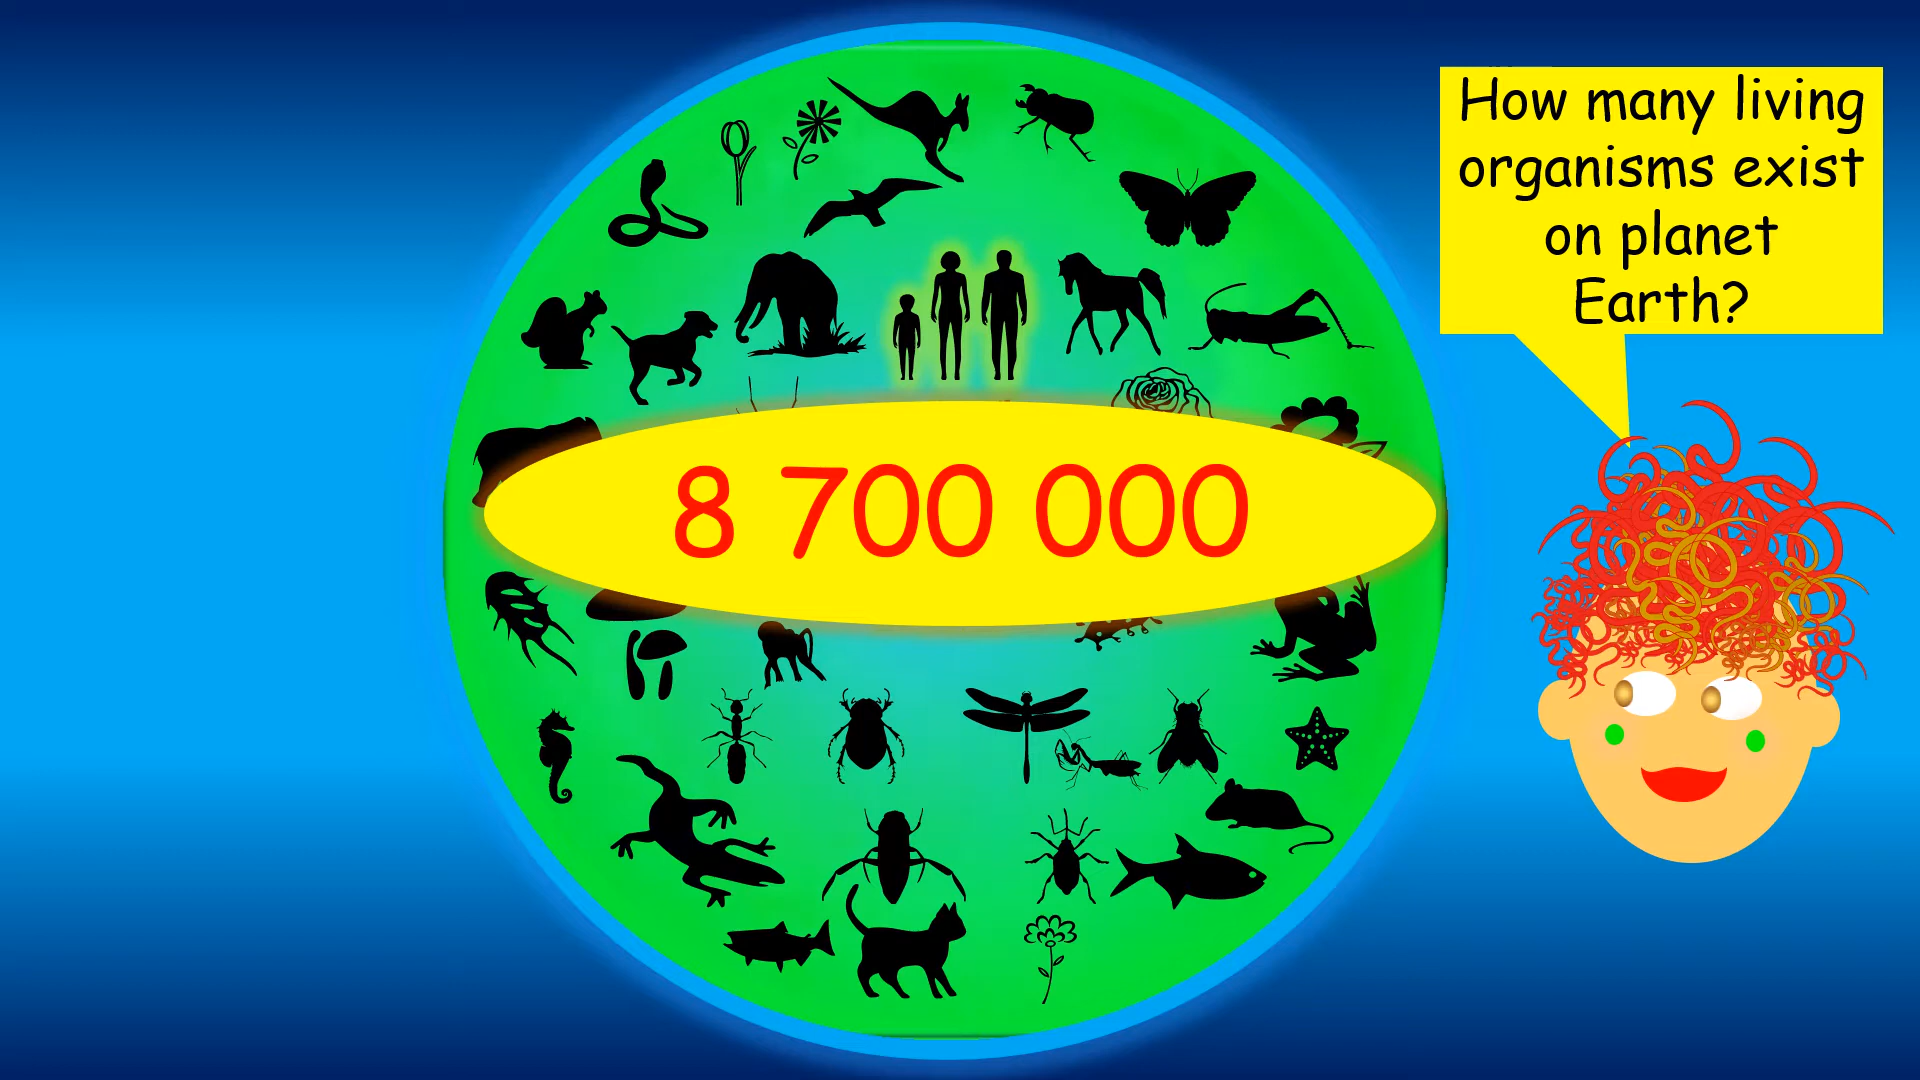 How many living
organisms exist
on planet
Earth?
8 700 000